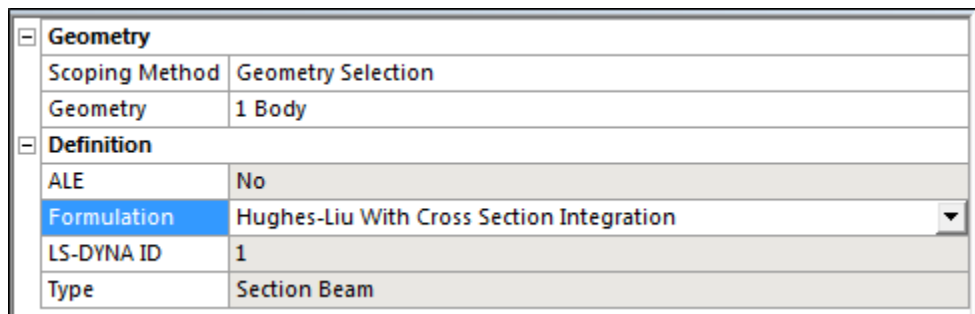 Geometry
Scoping Method Geometry Selection
Geometry 1 Body
Definition
ALE No
Formulation Hughes-Liu With Cross Section Integration
LS-DYNA ID 1
Type Section Beam